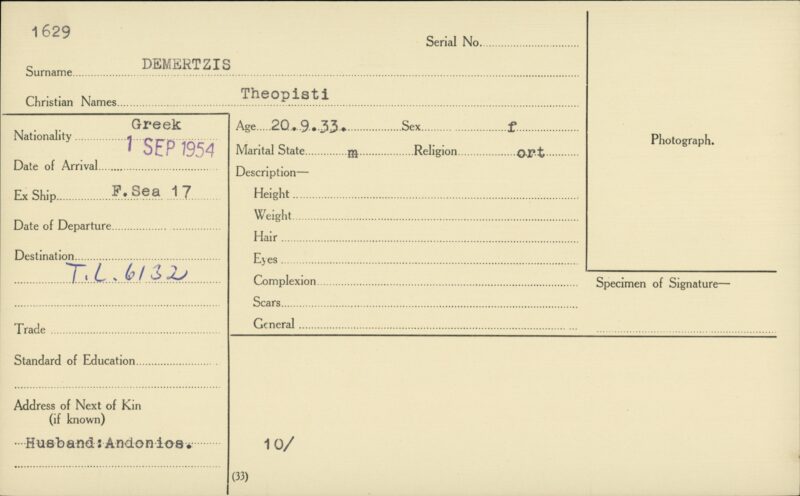 1629
Serial No.
Surname DEMERTZIS
Christian Names Theopisti
Nationality Greek
Date of Arrival 1 SEP 1954
Ex Ship F.Sea 17
Date of Departure
Destination
T.L. 6132
Trade
Standard of Education
Address of Next of Kin
(if known)
Husband:Andonios.
Age 20.9.33. Sex f
Marital State m Religion ort
Description—
Height
Weight
Hair
Eyes
Complexion
Scars
General
Photograph.
Specimen of Signature—
10/
(33)